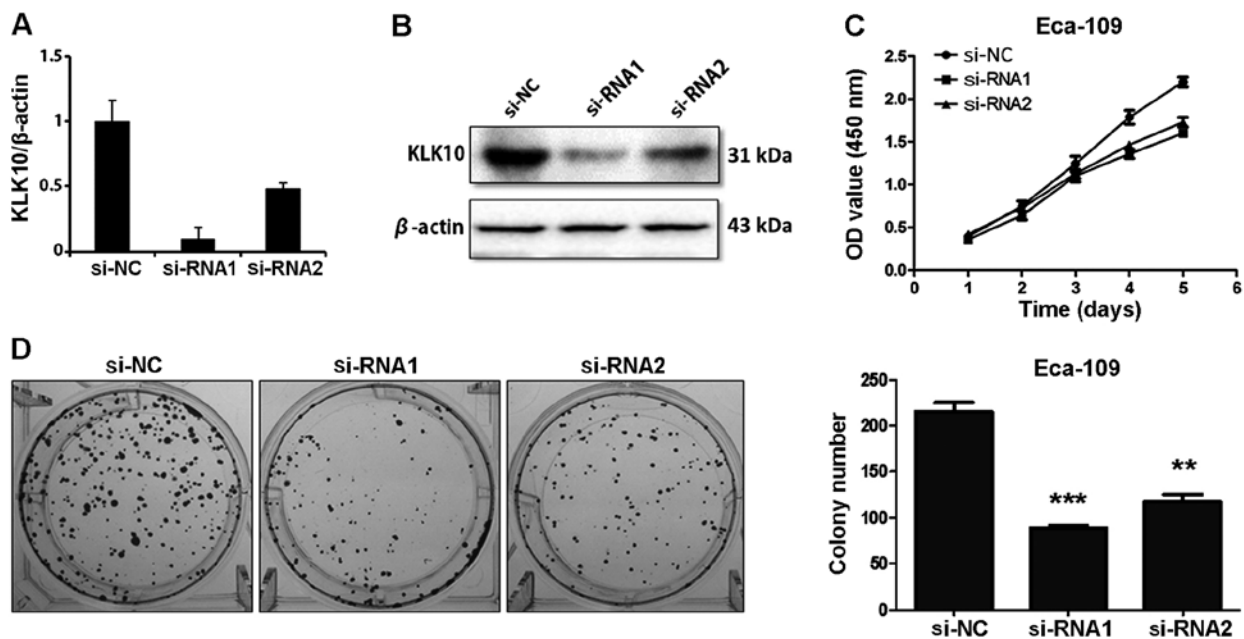 A
KLK10/β-actin
1.5
1
0.5
0
si-NC
si-RNA1
si-RNA2
B
si-NC
si-RNA1
si-RNA2
KLK10
31 kDa
β-actin
43 kDa
C
Eca-109
OD value (450 nm)
2.5
2.0
1.5
1.0
0.5
0.0
si-NC
si-RNA1
si-RNA2
0 1 2 3 4 5 6
Time (days)
D
si-NC
si-RNA1
si-RNA2
Eca-109
Colony number
250
200
150
100
50
0
***
**
si-NC
si-RNA1
si-RNA2